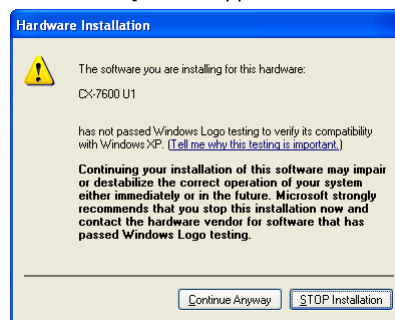 Hardware Installation
The software you are installing for this hardware:
CX-7600 U1
has not passed Windows Logo testing to verify its compatibility
with Windows XP. (Tell me why this testing is important.)
Continuing your installation of this software may impair
or destabilize the correct operation of your system
either immediately or in the future. Microsoft strongly
recommends that you stop this installation now and
contact the hardware vendor for software that has
passed Windows Logo testing.
Continue Anyway STOP Installation